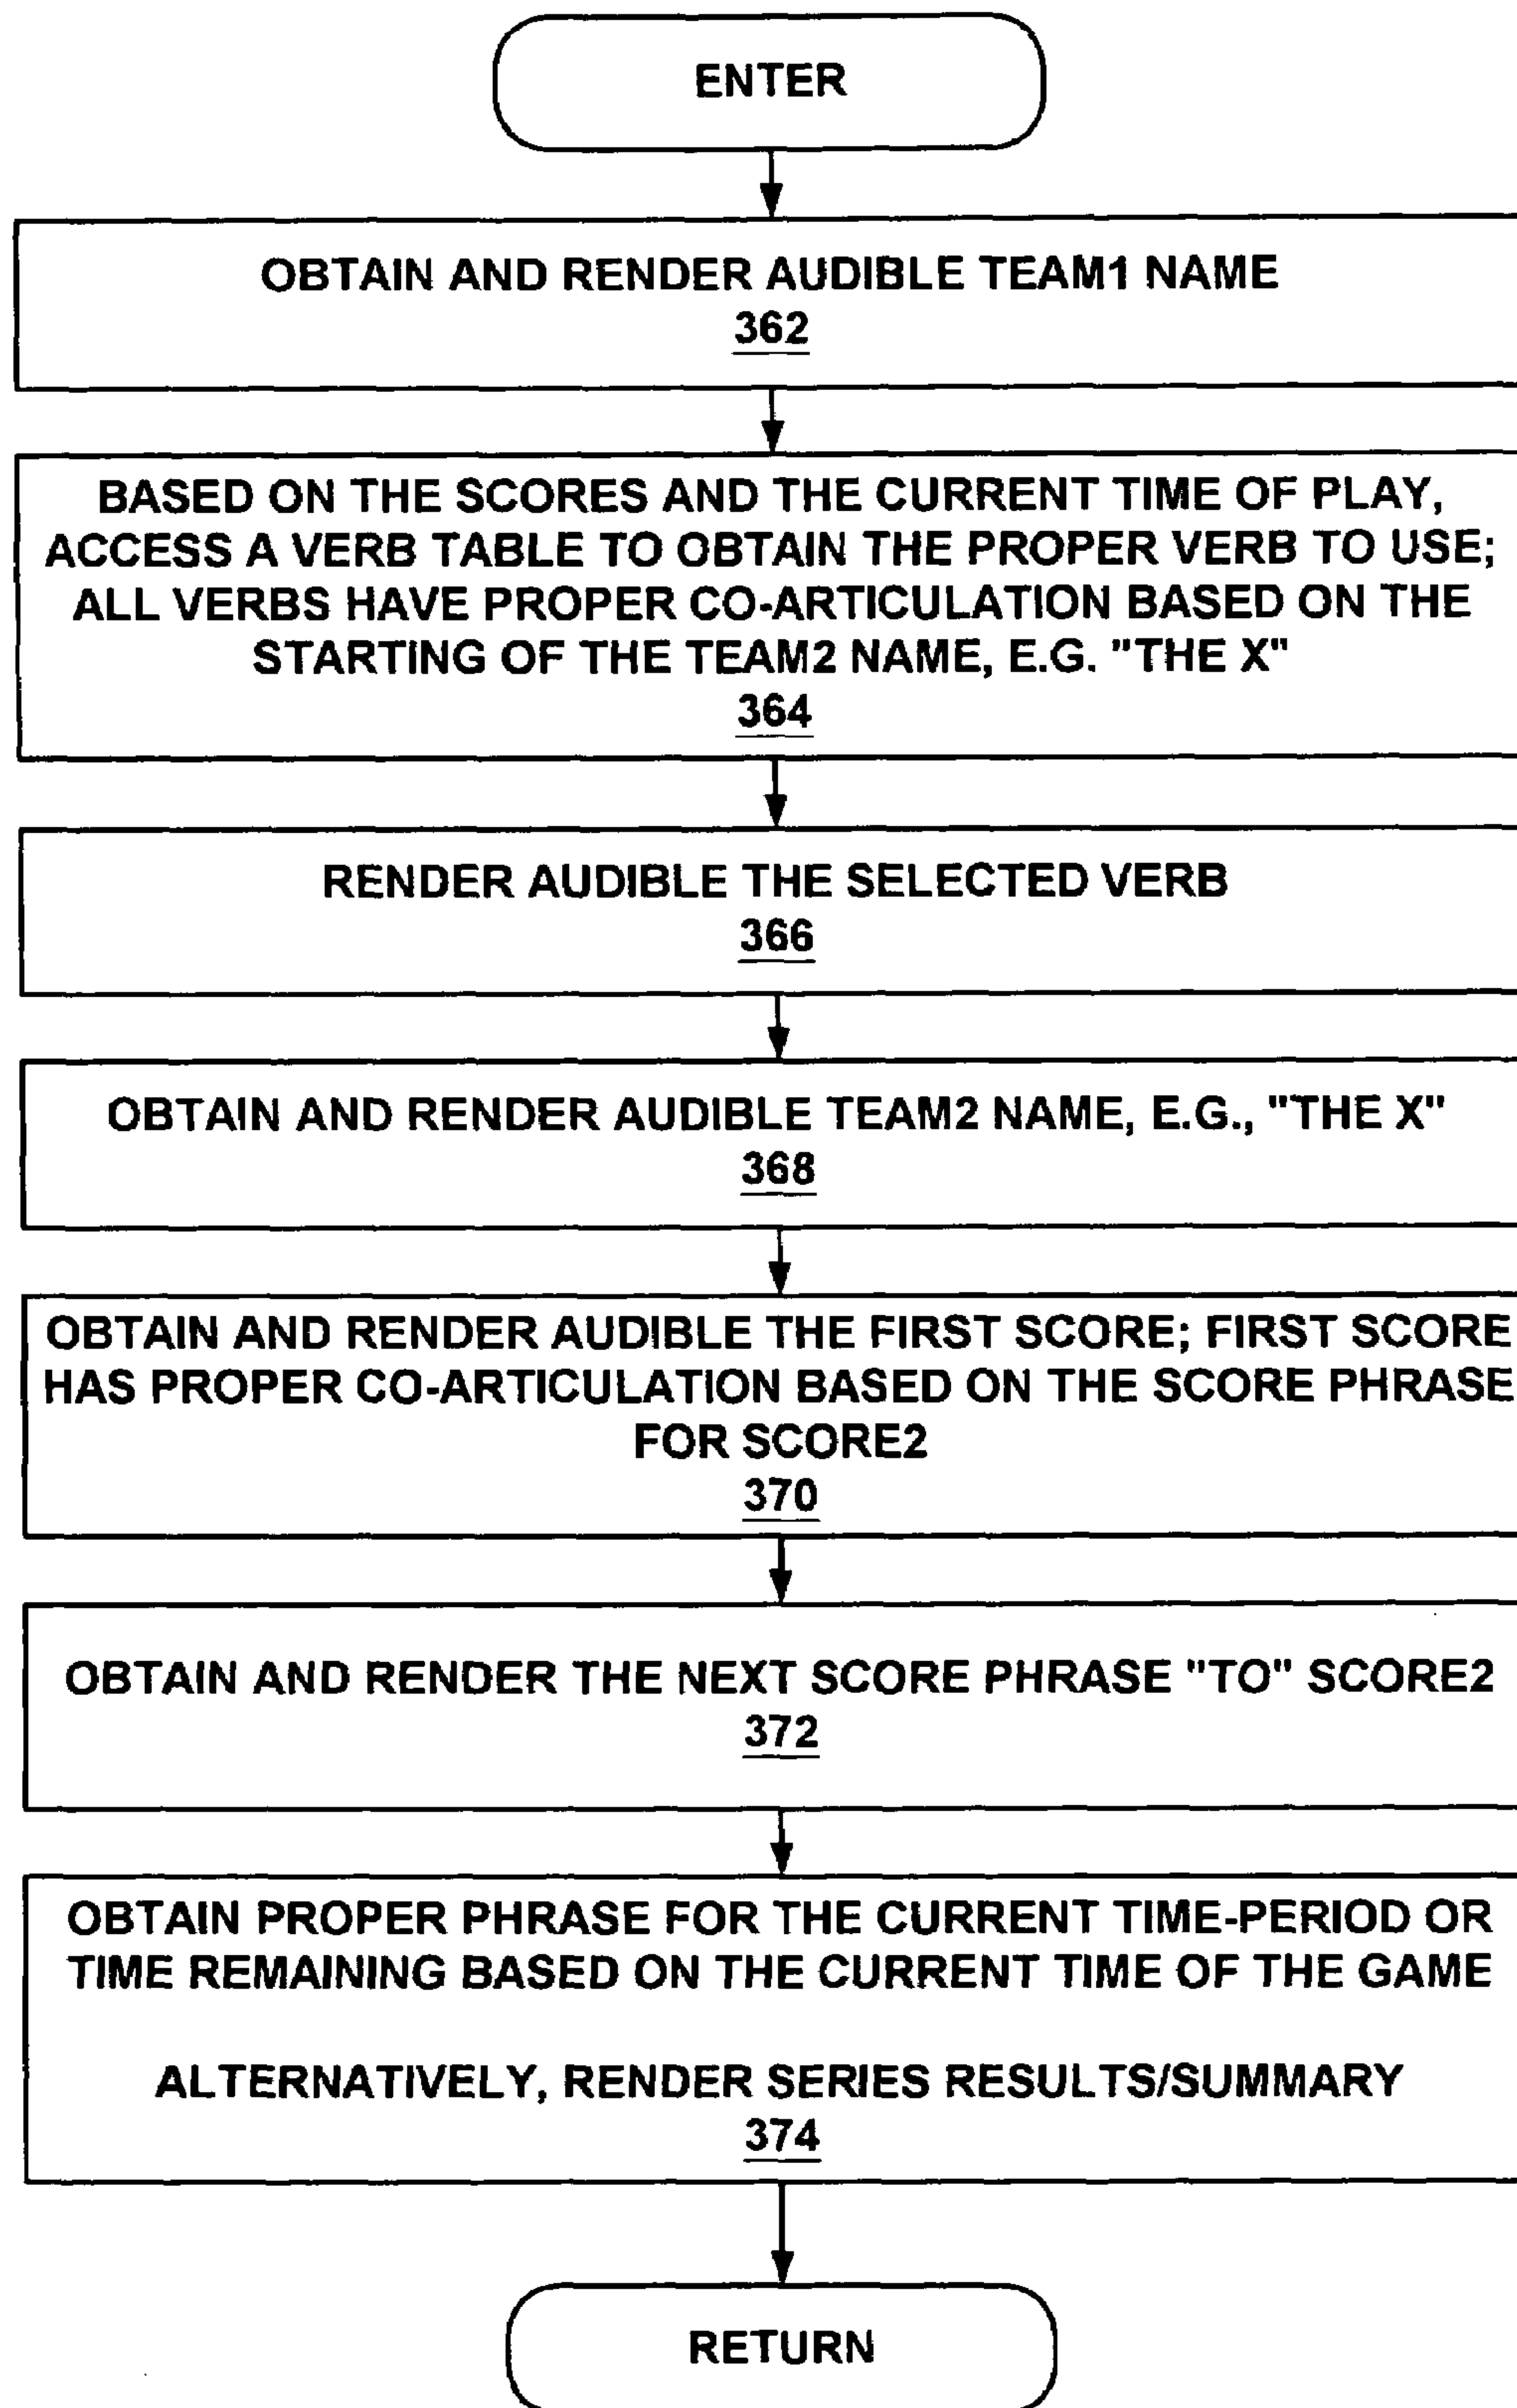 ENTER
OBTAIN AND RENDER AUDIBLE TEAM1 NAME
362
BASED ON THE SCORES AND THE CURRENT TIME OF PLAY,
ACCESS A VERB TABLE TO OBTAIN THE PROPER VERB TO USE;
ALL VERBS HAVE PROPER CO-ARTICULATION BASED ON THE
STARTING OF THE TEAM2 NAME, E.G. "THE X"
364
RENDER AUDIBLE THE SELECTED VERB
366
OBTAIN AND RENDER AUDIBLE TEAM2 NAME, E.G., "THE X"
368
OBTAIN AND RENDER AUDIBLE THE FIRST SCORE; FIRST SCORE
HAS PROPER CO-ARTICULATION BASED ON THE SCORE PHRASE
FOR SCORE2
370
OBTAIN AND RENDER THE NEXT SCORE PHRASE "TO" SCORE2
372
OBTAIN PROPER PHRASE FOR THE CURRENT TIME-PERIOD OR
TIME REMAINING BASED ON THE CURRENT TIME OF THE GAME
ALTERNATIVELY, RENDER SERIES RESULTS/SUMMARY
374
RETURN